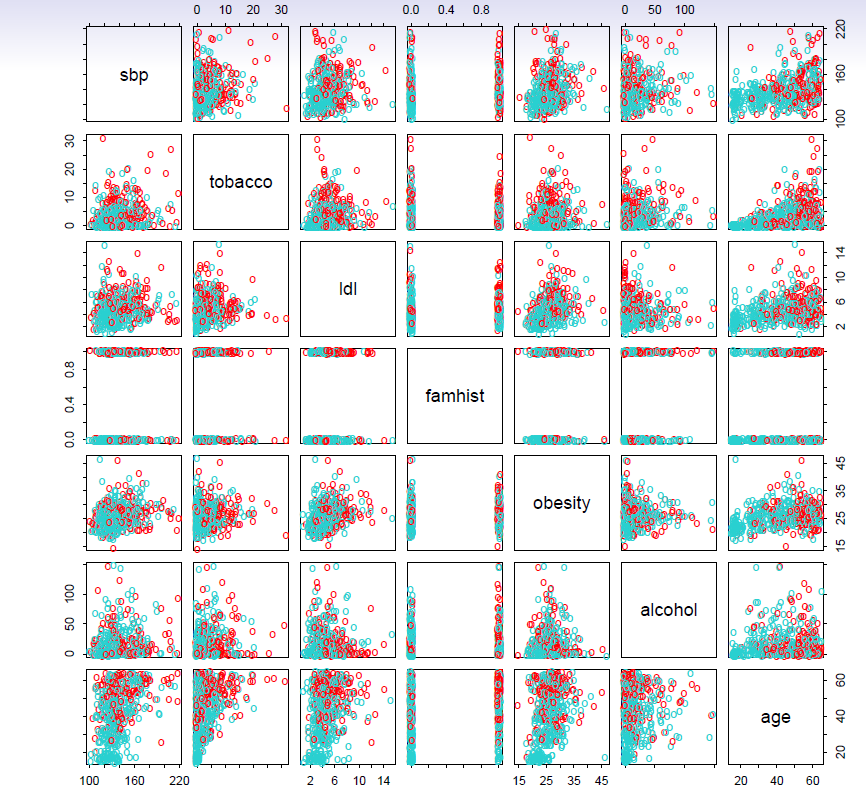 0 10 20 30 0.0 0.4 0.8 0 50 100
sbp
100 160 220
tobacco
0 10 20 30
ldl
2 6 10 14
famhist
0.0 0.4 0.8
obesity
15 25 35 45
alcohol
0 50 100
age
20 40 60
100 160 220 2 6 10 14 15 25 35 45 20 40 60